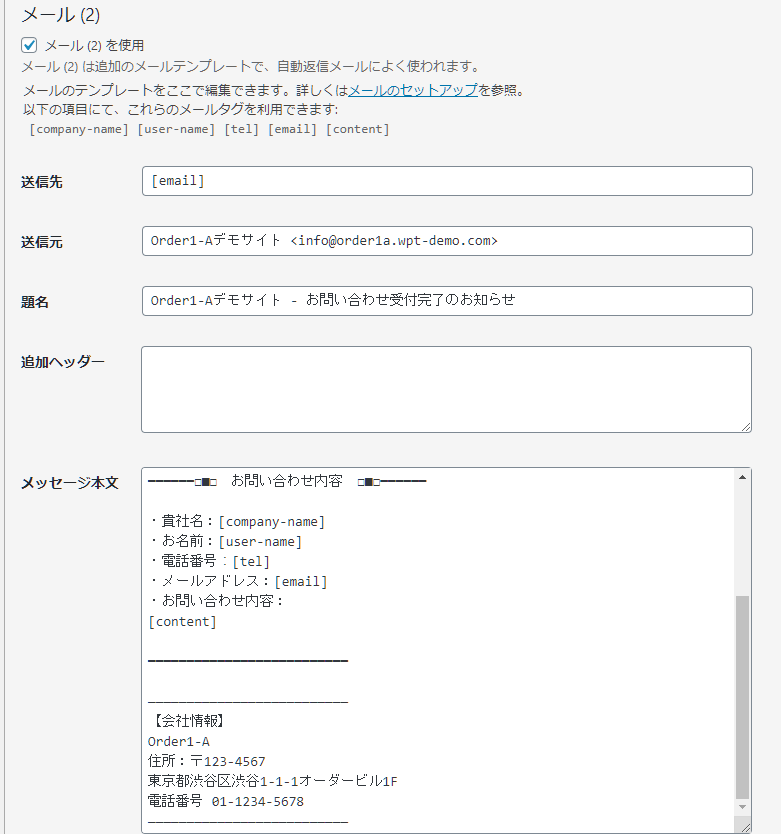 メール (2)
メール (2) を使用
メール (2) は追加のメールテンプレートで、自動返信メールによく使われます。
メールのテンプレートをここで編集できます。詳しくはメールのセットアップを参照。
以下の項目にて、これらのメールタグを利用できます:
[company-name] [user-name] [tel] [email] [content]
送信先
[email]
送信元
Order1-Aデモサイト <info@order1a.wpt-demo.com>
題名
Order1-Aデモサイト - お問い合わせ受付完了のお知らせ
追加ヘッダー
メッセージ本文
━━━━━━□■□　お問い合わせ内容　□■□━━━━━━
・貴社名：[company-name]
・お名前：[user-name]
・電話番号：[tel]
・メールアドレス：[email]
・お問い合わせ内容：
[content]
━━━━━━━━━━━━━━━━━━━━━━━━━━
──────────────────────────
【会社情報】
Order1-A
住所：〒123-4567
東京都渋谷区渋谷1-1-1オーダービル1F
電話番号 01-1234-5678
──────────────────────────